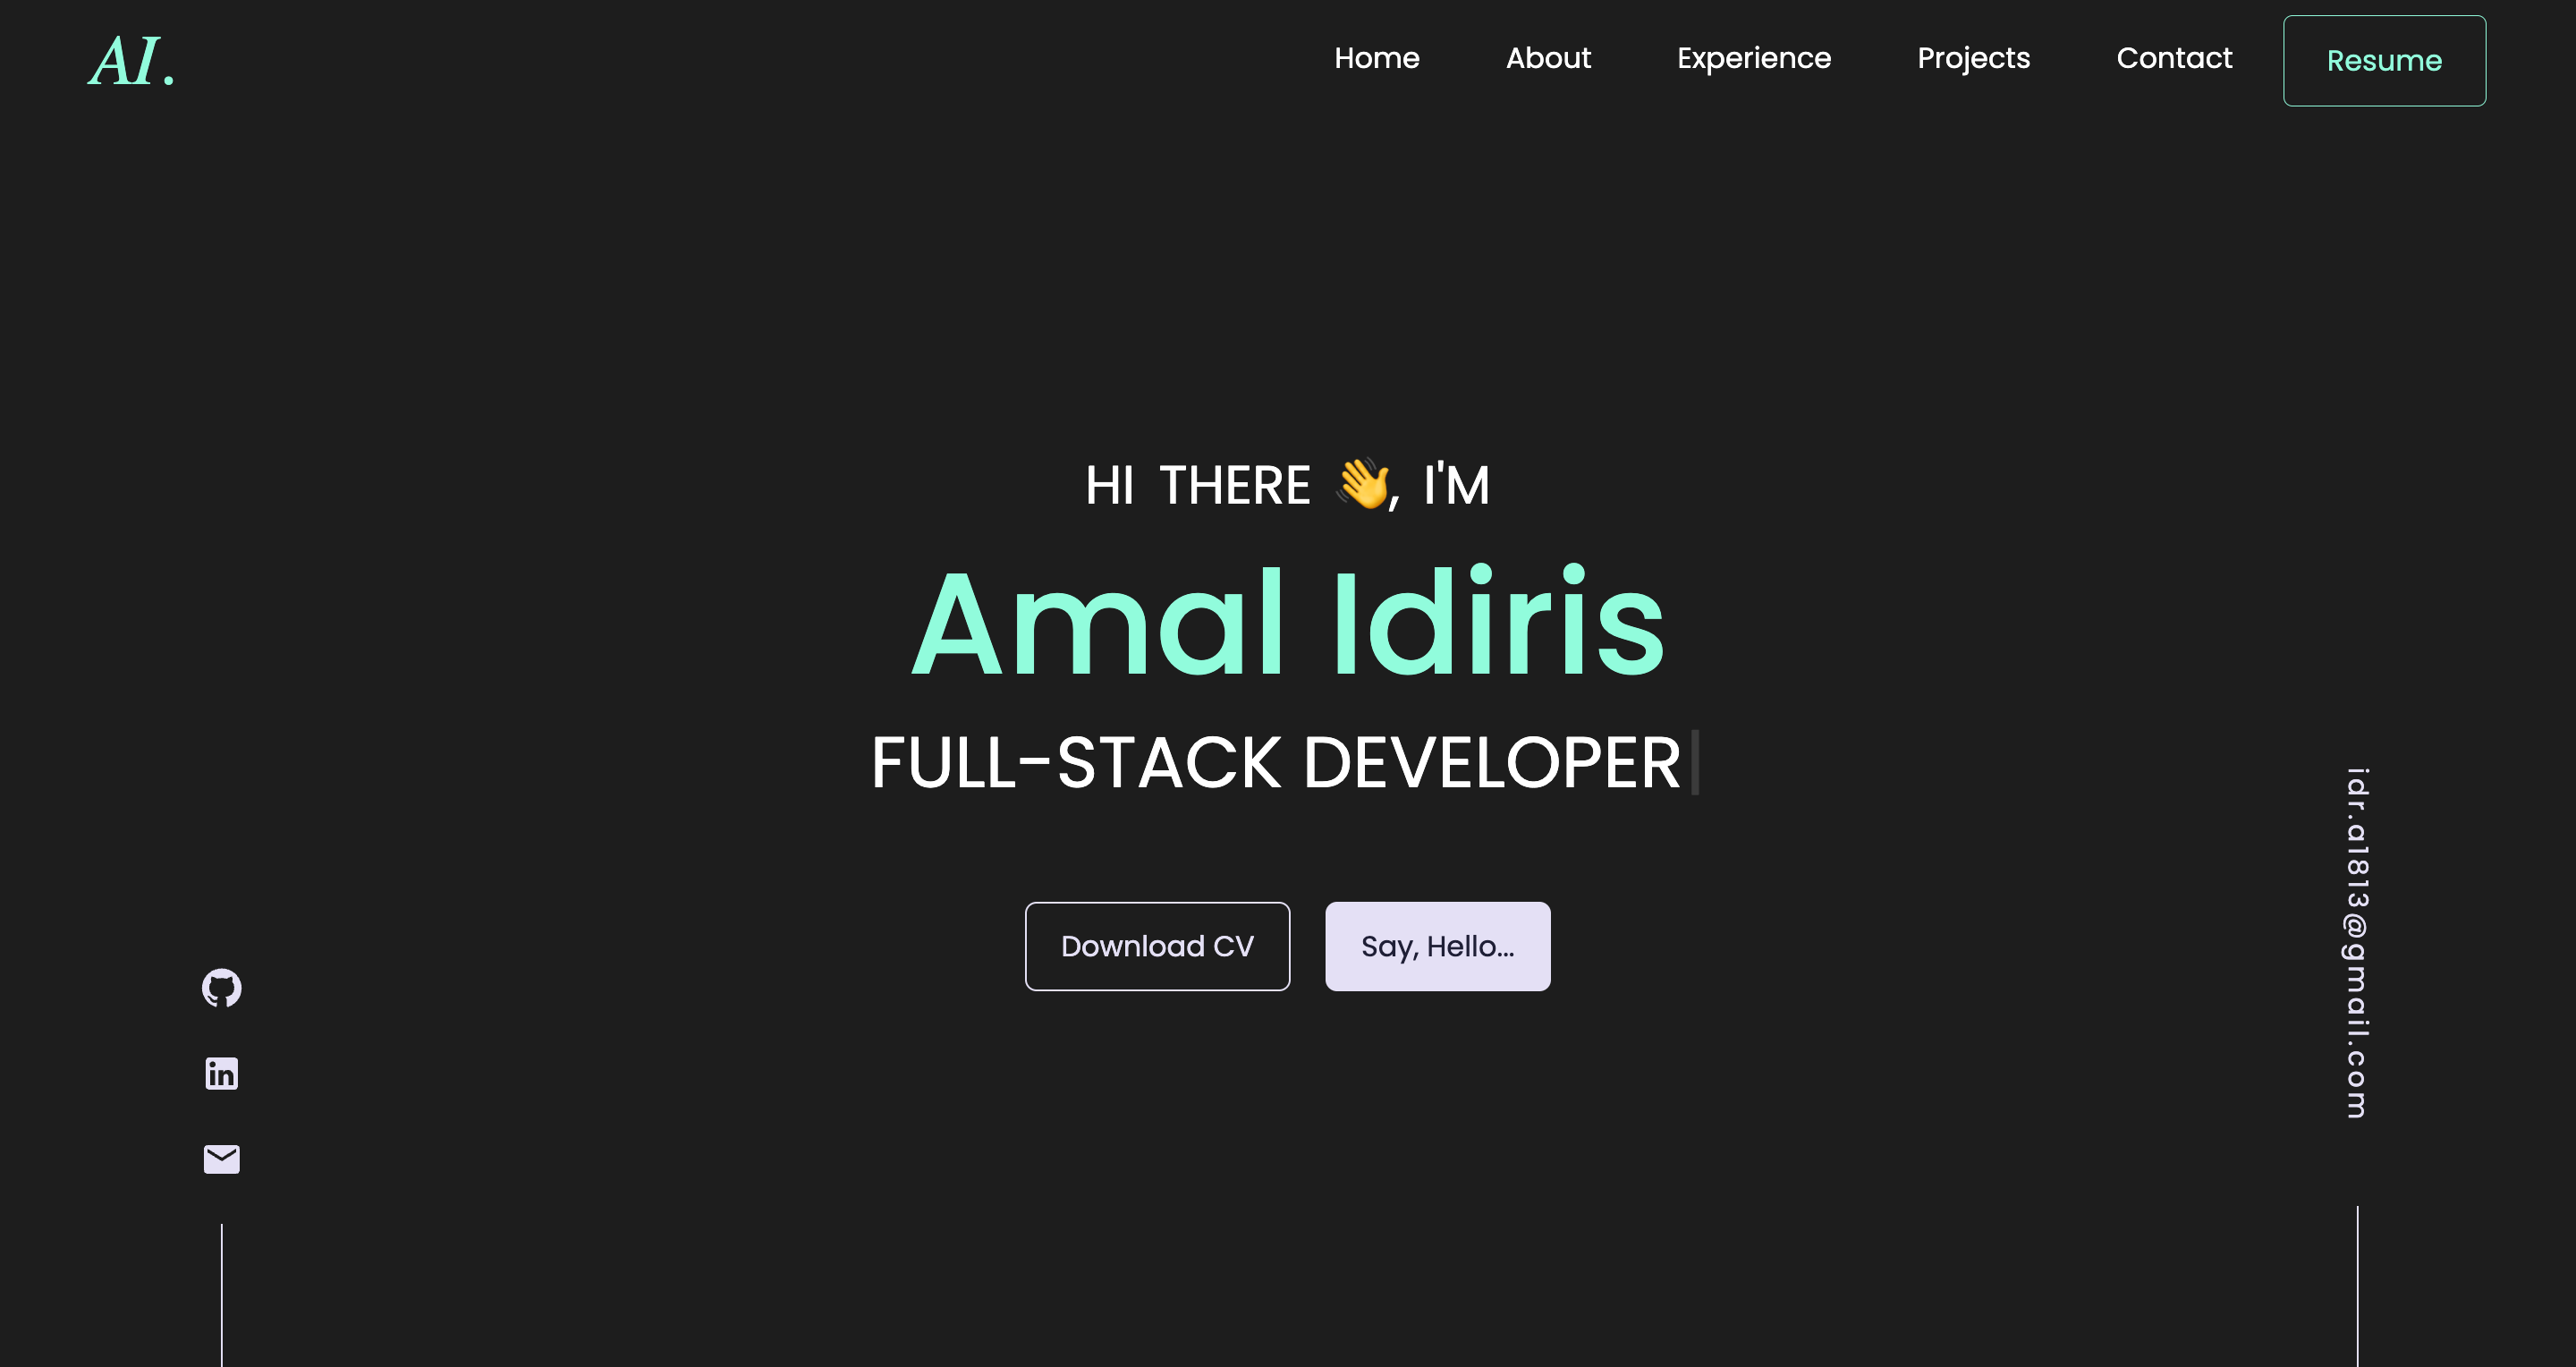 AI.
Home About Experience Projects Contact Resume
HI THERE 👋, I'M
Amal Idiris
FULL-STACK DEVELOPER
Download CV Say, Hello...
idr.a1813@gmail.com
in